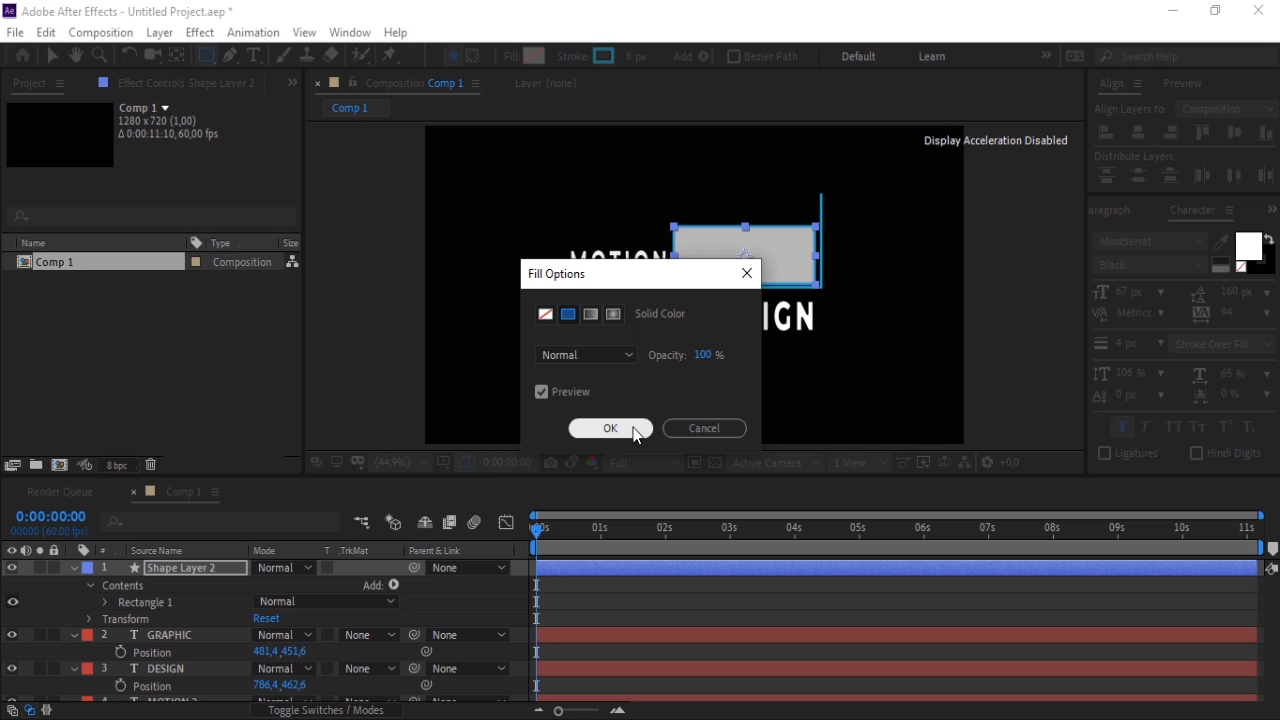 Adobe After Effects - Untitled Project.aep *
File Edit Composition Layer Effect Animation View Window Help
Fill: Stroke: 6 px Add: Bezier Path Default Learn Search Help
Project Effect Controls Shape Layer 2 Composition Comp 1 Layer (none) Align Preview
Comp 1
1280 x 720 (1,00)
Δ 0:00:11:10, 60,00 fps
Comp 1
Align Layers to: Composition
Display Acceleration Disabled
Distribute Layers:
aragraph Character
Name Type Size
Comp 1 Composition
Montserrat
Black
MOTION
IGN
Fill Options
Solid Color
Normal Opacity: 100 %
Preview
OK Cancel
67 px 160 px
Metrics 94
4 px Stroke Over Fill
106 % 65 %
0 px 0 %
Ligatures Hindi Digits
8 bpc
(44,9%) 0:00:00:00 Full Active Camera 1 View +0,0
Render Queue Comp 1
0:00:00:00
00000 (60.00 fps)
00s 01s 02s 03s 04s 05s 06s 07s 08s 09s 10s 11s
# Source Name Mode T .TrkMat Parent & Link
1 Shape Layer 2 Normal None
Contents Add:
Rectangle 1 Normal
Transform Reset
2 T GRAPHIC Normal None None
Position 481,4,451,6
3 T DESIGN Normal None None
Position 786,4,462,6
Toggle Switches / Modes